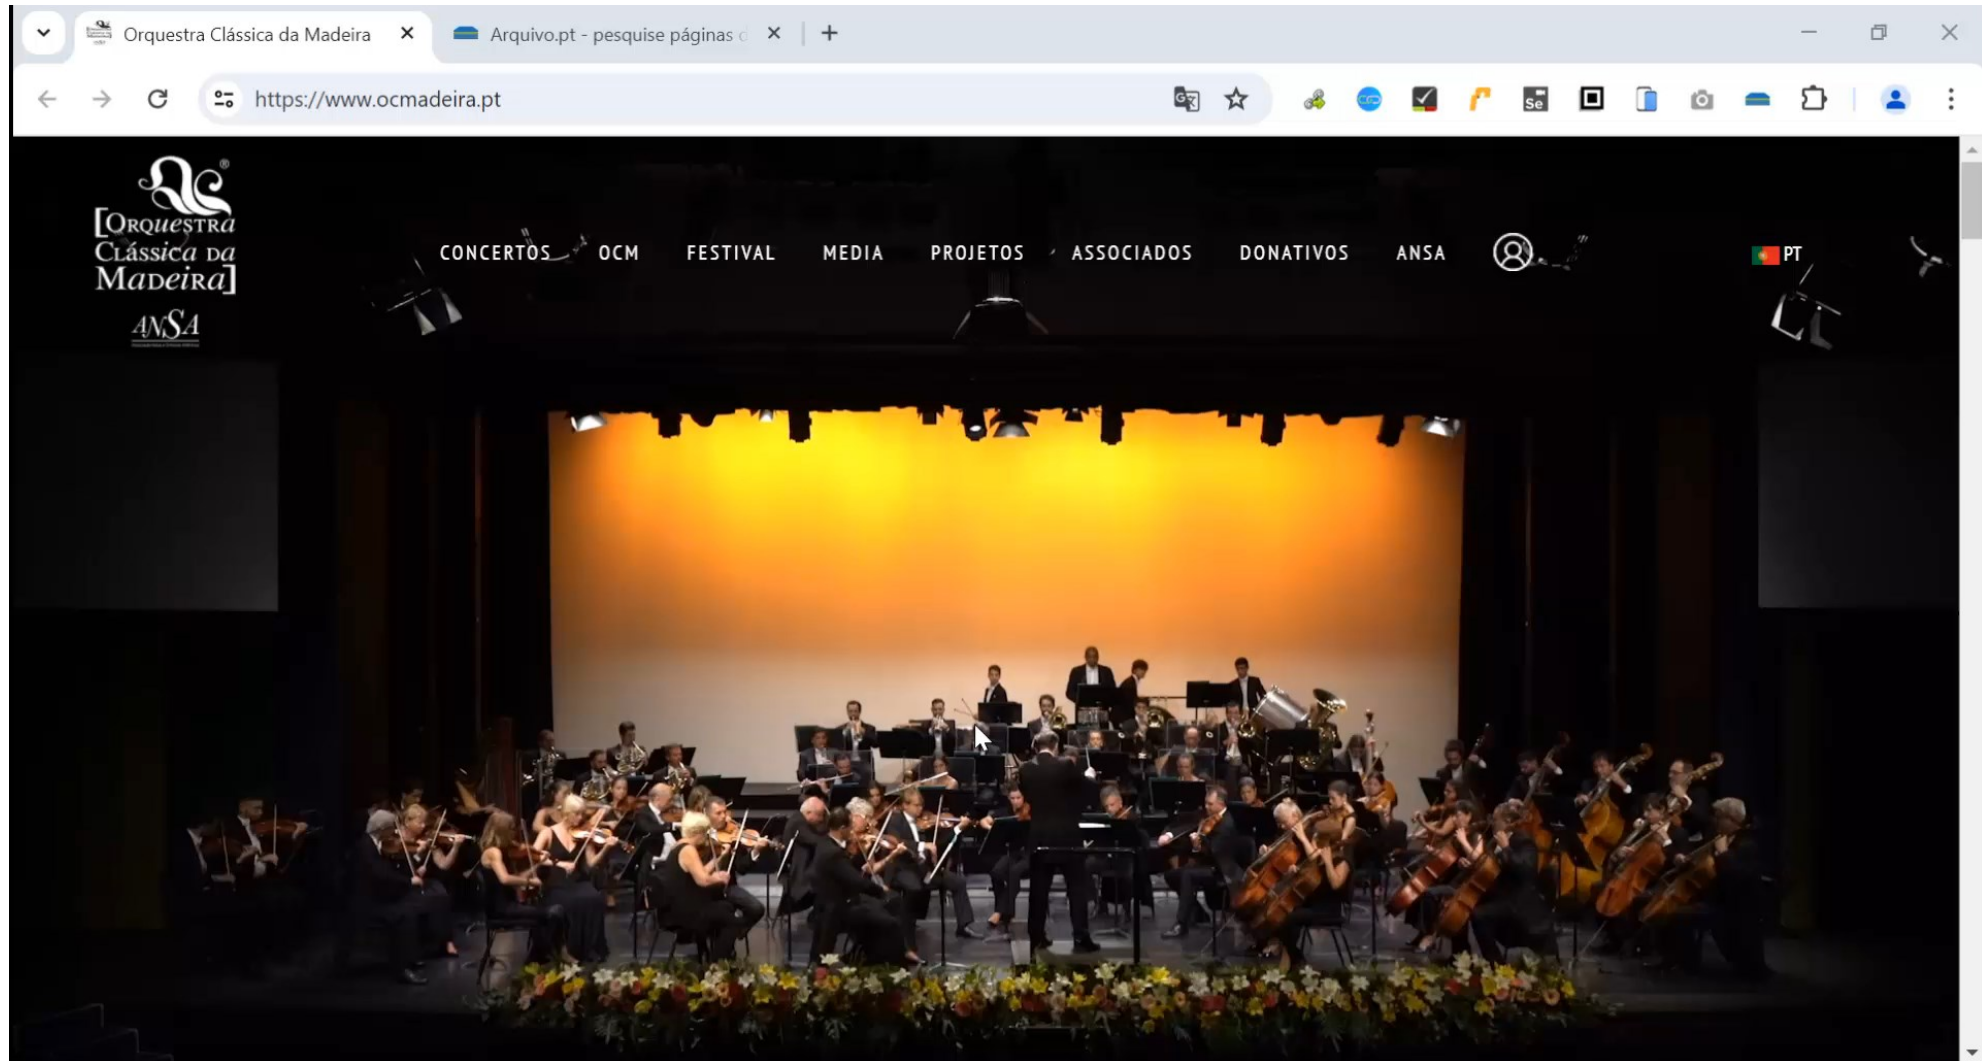 Orquestra Clássica da Madeira
Arquivo.pt - pesquise páginas d
https://www.ocmadeira.pt
Se
[Orquestra
Clássica da
Madeira]
ANSA
CONCERTOS OCM FESTIVAL MEDIA PROJETOS ASSOCIADOS DONATIVOS ANSA
PT